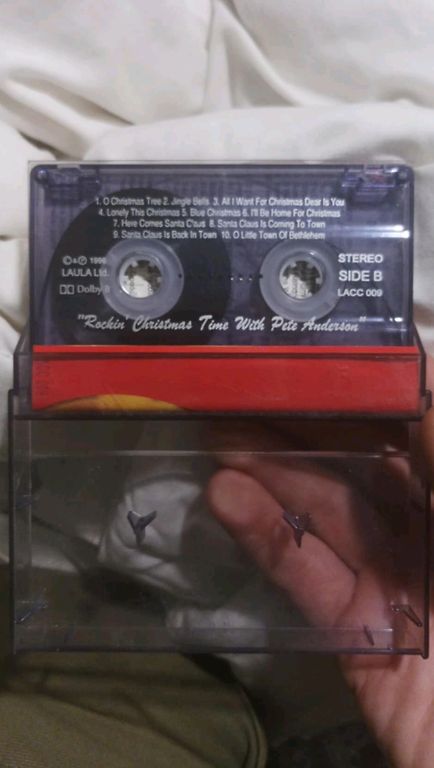 1. O Christmas Tree 2. Jingle Bells 3. All I Want For Christmas Dear Is You
4. Lonely This Christmas 5. Blue Christmas 6. I'll Be Home For Christmas
7. Here Comes Santa C'aus 8. Santa Claus Is Coming To Town
9. Santa Claus Is Back In Town 10. O Little Town Of Bethlehem
©&℗ 1996
LAULA Ltd.
Dolby B
STEREO
SIDE B
LACC 009
"Rockin' Christmas Time With Pete Anderson"